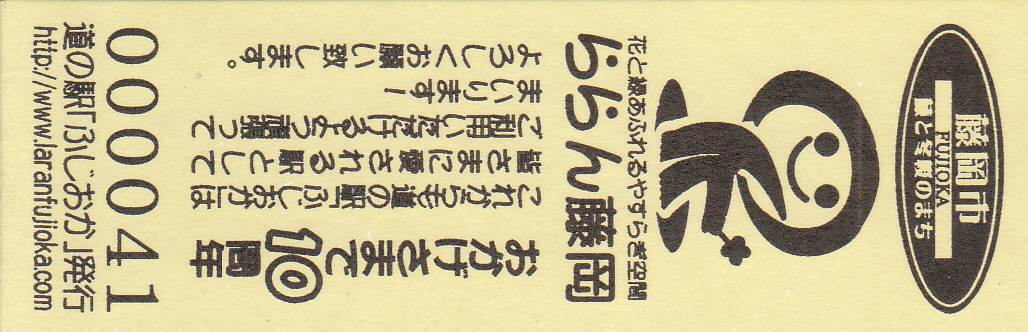 藤岡市
FUJIOKA
藤と冬桜のまち
花と緑あふれるやすらぎ空間
ららん藤岡
おかげさまで
10周年
これからも道の駅「ふじおか」は
皆さまに愛される駅として
ご利用いただけるよう頑張って
まいります！
よろしくお願い致します。
000041
道の駅「ふじおか」発行
http://www.laranfujioka.com